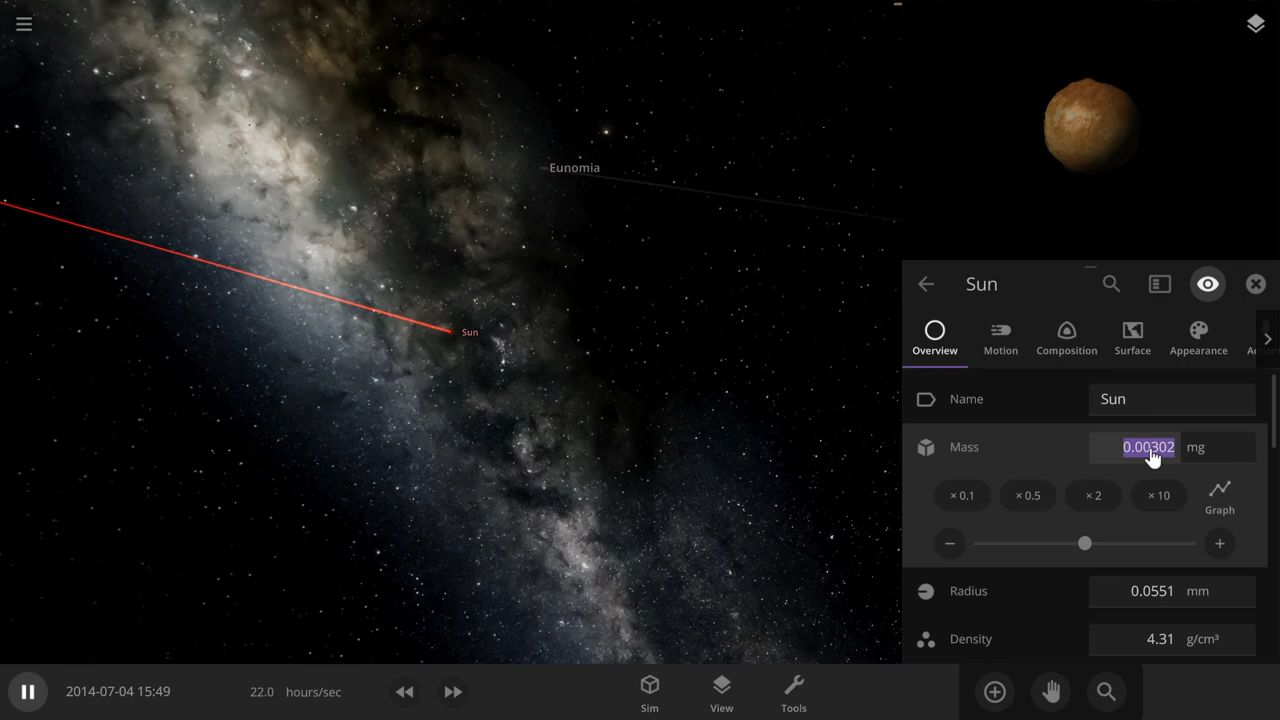 Eunomia
Sun
Sun
Overview
Motion
Composition
Surface
Appearance
Name
Sun
Mass
0.00302 mg
× 0.1
× 0.5
× 2
× 10
Graph
Radius
0.0551 mm
Density
4.31 g/cm³
2014-07-04 15:49
22.0 hours/sec
Sim
View
Tools